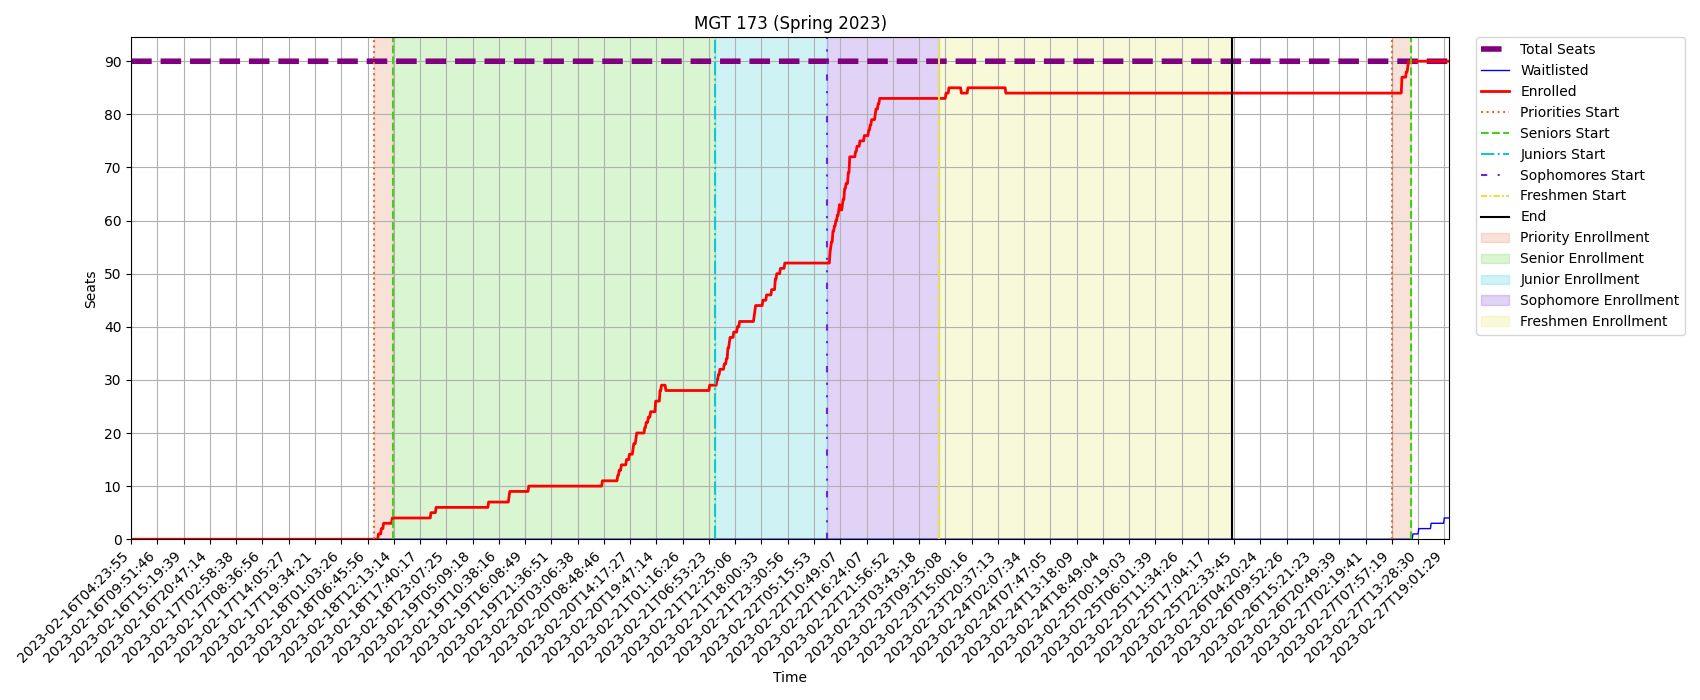 MGT 173 (Spring 2023)
Total Seats
Waitlisted
Enrolled
Priorities Start
Seniors Start
Juniors Start
Sophomores Start
Freshmen Start
End
Priority Enrollment
Senior Enrollment
Junior Enrollment
Sophomore Enrollment
Freshmen Enrollment
Seats
90
80
70
60
50
40
30
20
10
0
2023-02-16T04:23:55
2023-02-16T09:51:46
2023-02-16T15:19:39
2023-02-16T20:47:14
2023-02-17T02:58:38
2023-02-17T08:36:56
2023-02-17T14:05:27
2023-02-17T19:34:21
2023-02-18T01:03:26
2023-02-18T06:45:56
2023-02-18T12:13:14
2023-02-18T17:40:17
2023-02-18T23:07:25
2023-02-19T05:09:18
2023-02-19T10:38:16
2023-02-19T16:08:49
2023-02-19T21:36:51
2023-02-20T03:06:38
2023-02-20T08:48:46
2023-02-20T14:17:27
2023-02-20T19:47:14
2023-02-21T01:16:26
2023-02-21T06:53:23
2023-02-21T12:25:06
2023-02-21T18:00:33
2023-02-21T23:30:56
2023-02-22T05:15:53
2023-02-22T10:49:07
2023-02-22T16:24:07
2023-02-22T21:56:52
2023-02-23T03:43:18
2023-02-23T09:25:08
2023-02-23T15:00:16
2023-02-23T20:37:13
2023-02-24T02:07:34
2023-02-24T07:47:05
2023-02-24T13:18:09
2023-02-24T18:49:04
2023-02-25T00:19:03
2023-02-25T06:01:39
2023-02-25T11:34:26
2023-02-25T17:04:17
2023-02-25T22:33:45
2023-02-26T04:20:24
2023-02-26T09:52:26
2023-02-26T15:21:23
2023-02-26T20:49:39
2023-02-27T02:19:41
2023-02-27T07:57:19
2023-02-27T13:28:30
2023-02-27T19:01:29
Time